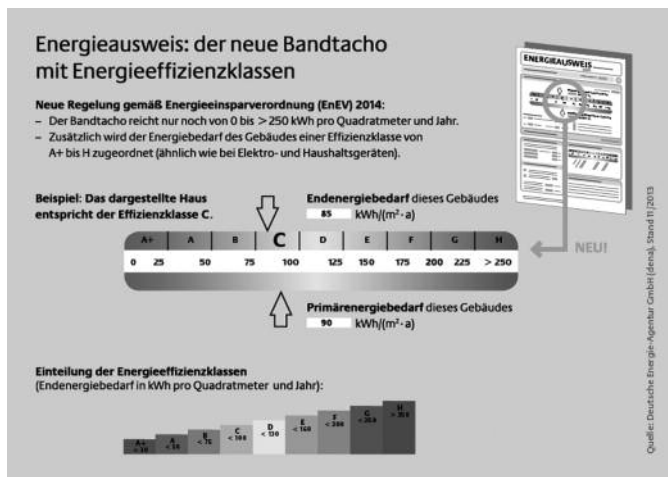 Energieausweis: der neue Bandtacho
mit Energieeffizienzklassen
Neue Regelung gemäß Energieeinsparverordnung (EnEV) 2014:
– Der Bandtacho reicht nur noch von 0 bis >250 kWh pro Quadratmeter und Jahr.
– Zusätzlich wird der Energiebedarf des Gebäudes einer Effizienzklasse von
A+ bis H zugeordnet (ähnlich wie bei Elektro- und Haushaltsgeräten).
ENERGIEAUSWEIS
NEU!
Beispiel: Das dargestellte Haus
entspricht der Effizienzklasse C.
Endenergiebedarf dieses Gebäudes
85 kWh/(m²·a)
A+ A B C D E F G H
0 25 50 75 100 125 150 175 200 225 >250
Primärenergiebedarf dieses Gebäudes
90 kWh/(m²·a)
Einteilung der Energieeffizienzklassen
(Endenergiebedarf in kWh pro Quadratmeter und Jahr):
A+ A B C D E F G H
< 30 < 50 < 75 < 100 < 130 < 160 < 200 < 250 > 250
Quelle: Deutsche Energie-Agentur GmbH (dena), Stand 11/2013